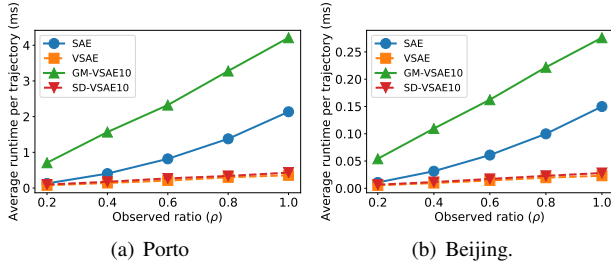 Average runtime per trajectory (ms)
4
3
2
1
0
SAE
VSAE
GM-VSAE10
SD-VSAE10
0.2 0.4 0.6 0.8 1.0
Observed ratio (ρ)
(a) Porto
Average runtime per trajectory (ms)
0.25
0.20
0.15
0.10
0.05
0.00
SAE
VSAE
GM-VSAE10
SD-VSAE10
0.2 0.4 0.6 0.8 1.0
Observed ratio (ρ)
(b) Beijing.